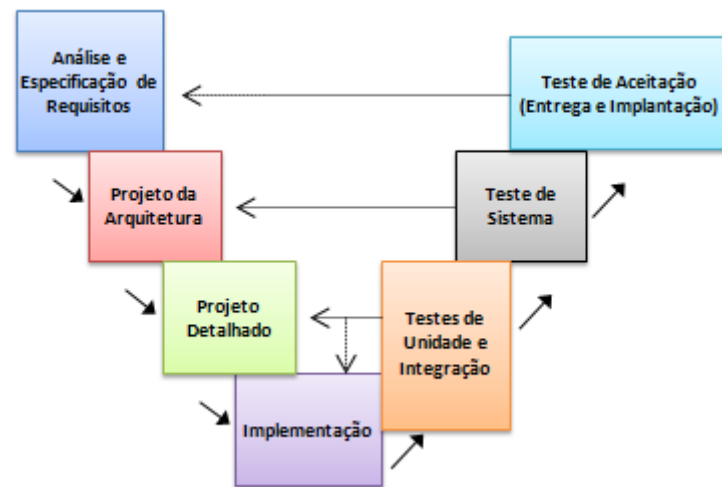 Análise e
Especificação de
Requisitos
Teste de Aceitação
(Entrega e Implantação)
Projeto da
Arquitetura
Teste de
Sistema
Projeto
Detalhado
Testes de
Unidade e
Integração
Implementação